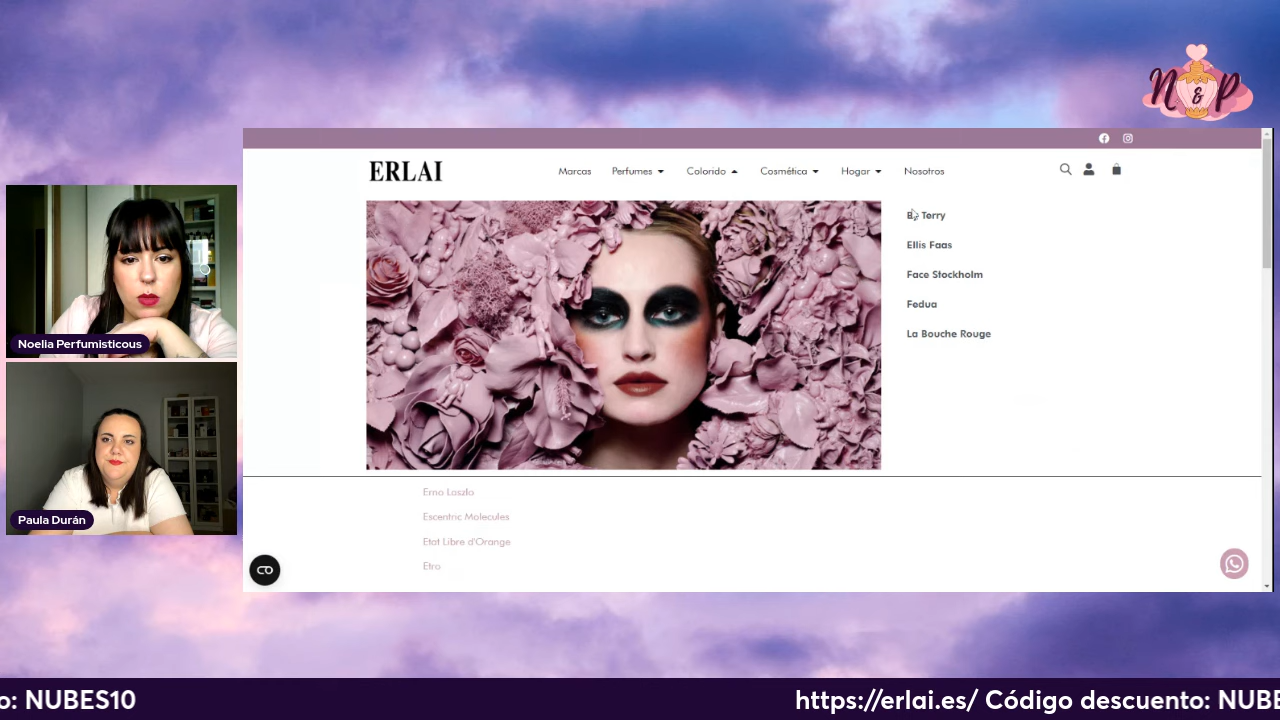 N & P
ERLAI
Marcas Perfumes Colorido Cosmética Hogar Nosotros
By Terry
Ellis Faas
Face Stockholm
Fedua
La Bouche Rouge
Erno Laszlo
Escentric Molecules
Etat Libre d'Orange
Etro
Noelia Perfumisticous
Paula Durán
o: NUBES10
https://erlai.es/ Código descuento: NUBE